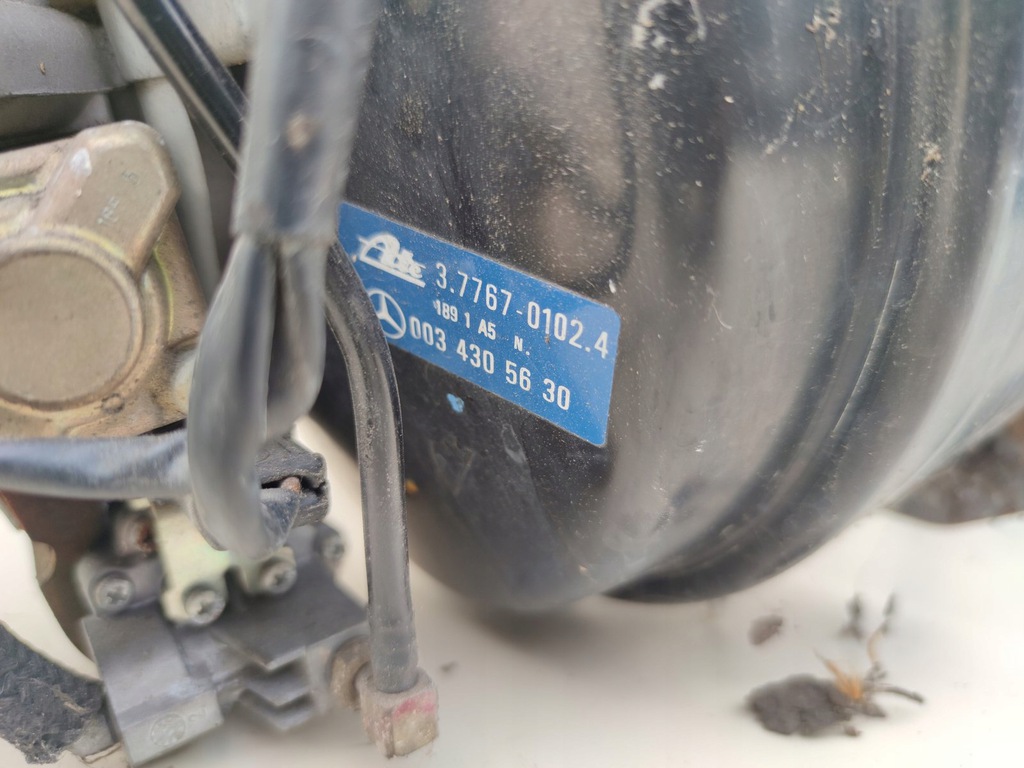 Ate 3.7767-0102.4
189 1 A5 N.
003 430 56 30